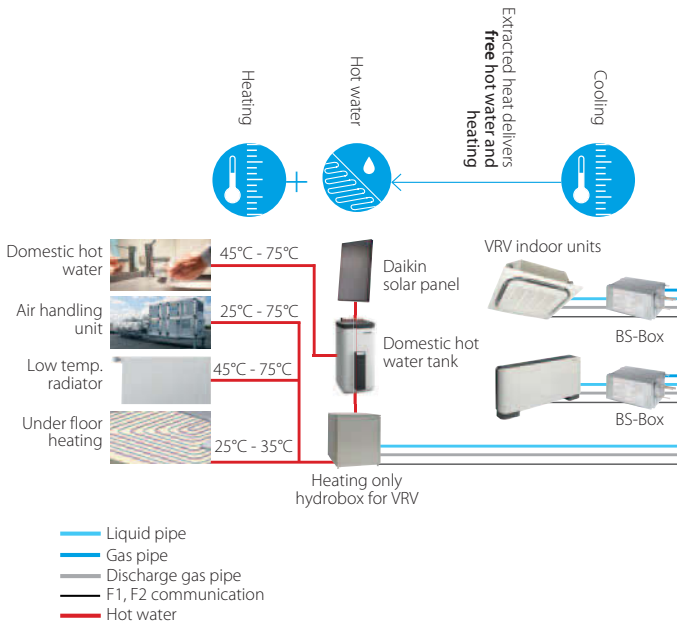 Heating
Hot water
Extracted heat delivers
free hot water and
heating
Cooling
Domestic hot
water
45°C - 75°C
Air handling
unit
25°C - 75°C
Low temp.
radiator
45°C - 75°C
Under floor
heating
25°C - 35°C
Daikin
solar panel
Domestic hot
water tank
Heating only
hydrobox for VRV
VRV indoor units
BS-Box
BS-Box
Liquid pipe
Gas pipe
Discharge gas pipe
F1, F2 communication
Hot water